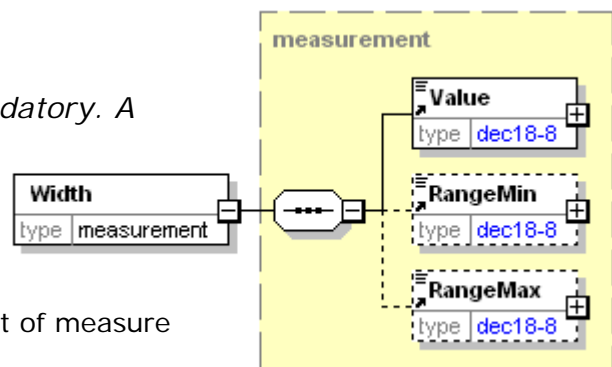 measurement
datory. A
Value
type dec18-8
Width
type measurement
RangeMin
type dec18-8
RangeMax
type dec18-8
t of measure